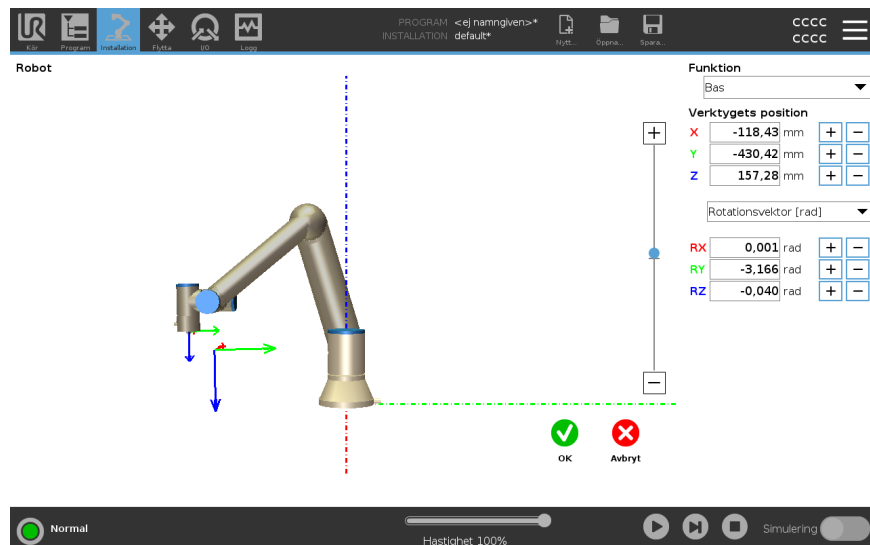 PROGRAM <ej namngiven>*
INSTALLATION default*
CCCC
CCCC
Kör
Program
Installation
Flytta
I/O
Logg
Nytt...
Öppna...
Spara...
Robot
Funktion
Bas
Verktygets position
X -118,43 mm + −
Y -430,42 mm + −
Z 157,28 mm + −
Rotationsvektor [rad]
RX 0,001 rad + −
RY -3,166 rad + −
RZ -0,040 rad + −
OK
Avbryt
Normal
Hastighet 100%
Simulering